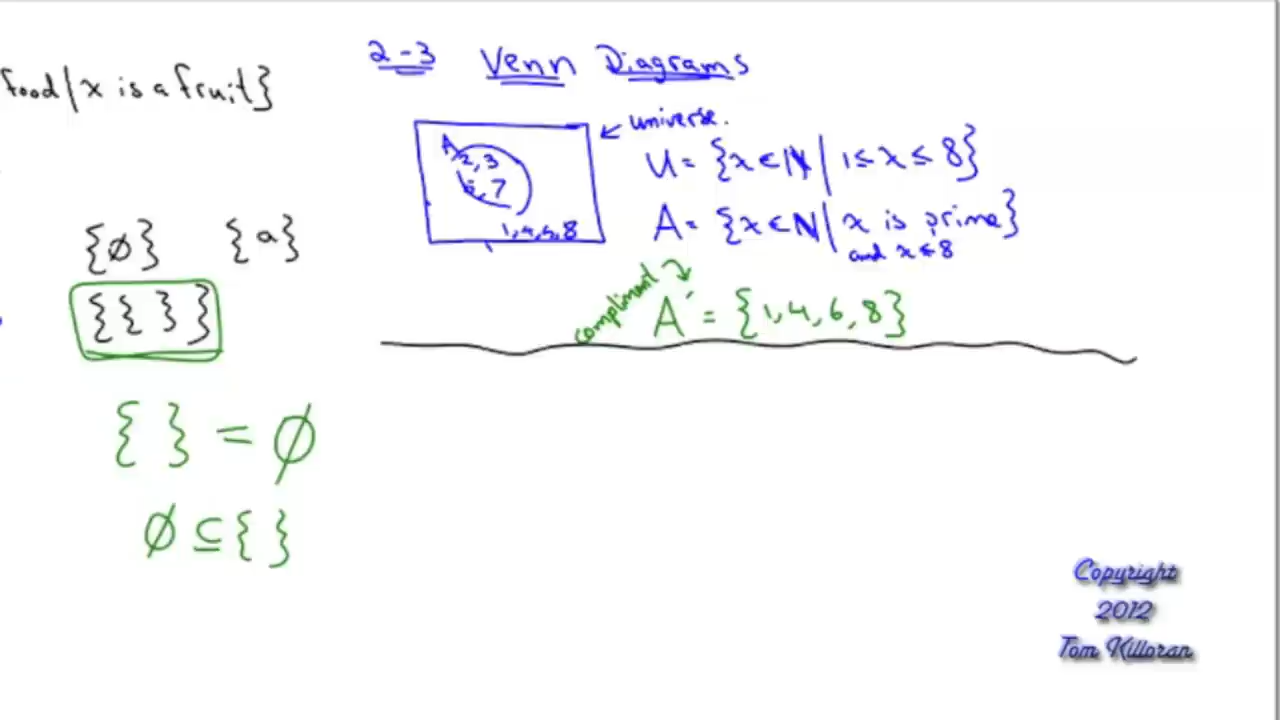 food | x is a fruit}
{∅} {a}
{{ }}
{ } = ∅
∅ ⊆ { }
2-3 Venn Diagrams
← universe.
A
2, 3
5, 7
1, 4, 6, 8
U = {x ∈ ℕ | 1 ≤ x ≤ 8}
A = {x ∈ ℕ | x is prime}
and x ≤ 8
compliment
A' = {1, 4, 6, 8}
Copyright
2012
Tom Killoran